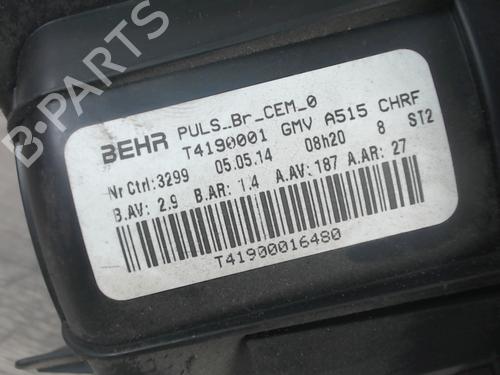 B-PARTS
BEHR PULS_Br_CEM_0
T4190001 GMV A515 CHRF
Nr Ctrl:3299 05.05.14 08h20 8 ST2
B.AV: 2.9 B.AR: 1.4 A.AV: 187 A.AR: 27
T41900016480